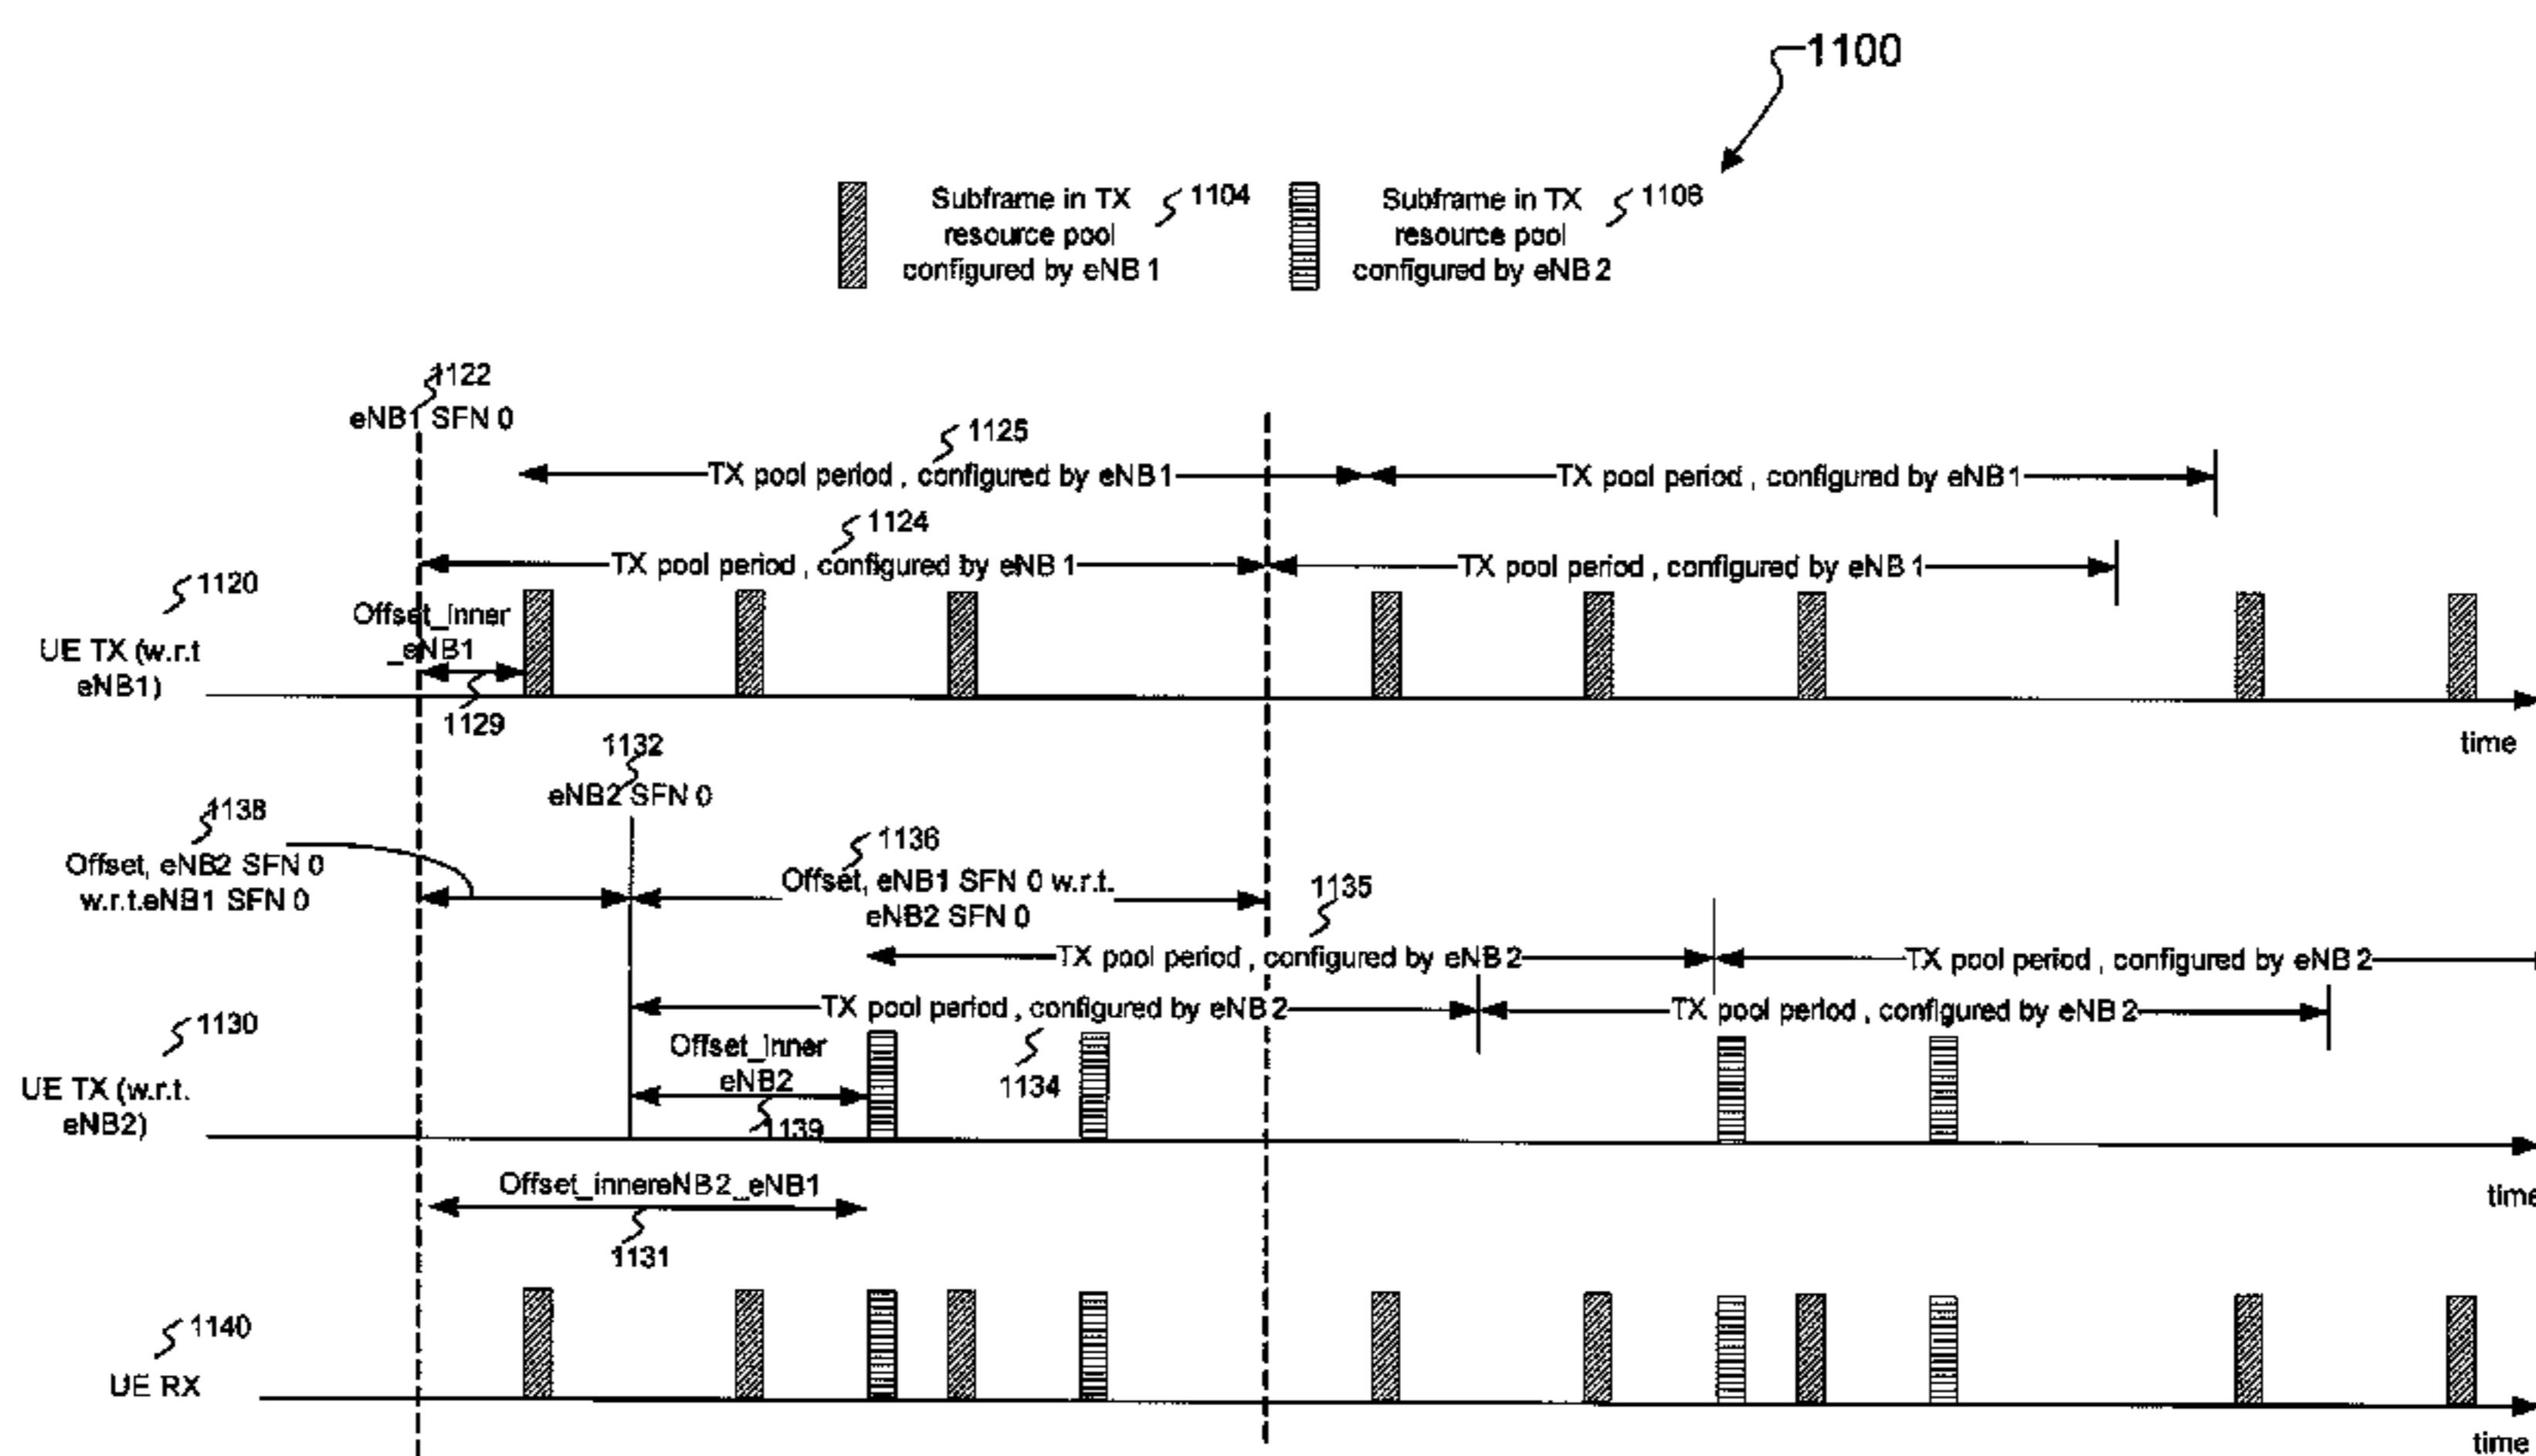 1100
Subframe in TX
resource pool
configured by eNB 1
1104
Subframe in TX
resource pool
configured by eNB 2
1106
1122
eNB1 SFN 0
1125
TX pool period , configured by eNB1
TX pool period , configured by eNB1
1124
TX pool period , configured by eNB 1
TX pool period , configured by eNB1
1120
Offset_inner
_eNB1
UE TX (w.r.t
eNB1)
1129
time
1132
eNB2 SFN 0
1138
Offset, eNB2 SFN 0
w.r.t.eNB1 SFN 0
1136
Offset, eNB1 SFN 0 w.r.t.
eNB2 SFN 0
1135
TX pool period , configured by eNB 2
TX pool period , configured by eNB 2
TX pool period , configured by eNB 2
TX pool period , configured by eNB 2
1130
Offset_inner
eNB2
1134
UE TX (w.r.t.
eNB2)
1139
time
Offset_innereNB2_eNB1
1131
1140
UE RX
time